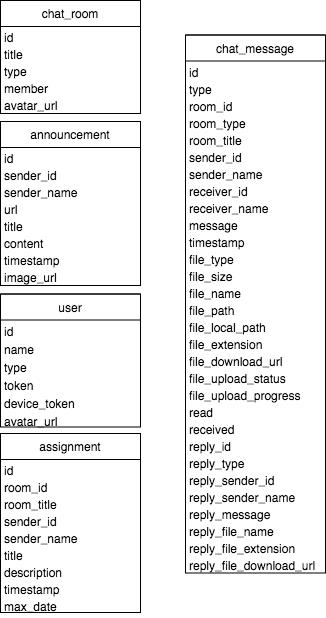 chat_room
id
title
type
member
avatar_url
announcement
id
sender_id
sender_name
url
title
content
timestamp
image_url
user
id
name
type
token
device_token
avatar_url
assignment
id
room_id
room_title
sender_id
sender_name
title
description
timestamp
max_date
chat_message
id
type
room_id
room_type
room_title
sender_id
sender_name
receiver_id
receiver_name
message
timestamp
file_type
file_size
file_name
file_path
file_local_path
file_extension
file_download_url
file_upload_status
file_upload_progress
read
received
reply_id
reply_type
reply_sender_id
reply_sender_name
reply_message
reply_file_name
reply_file_extension
reply_file_download_url